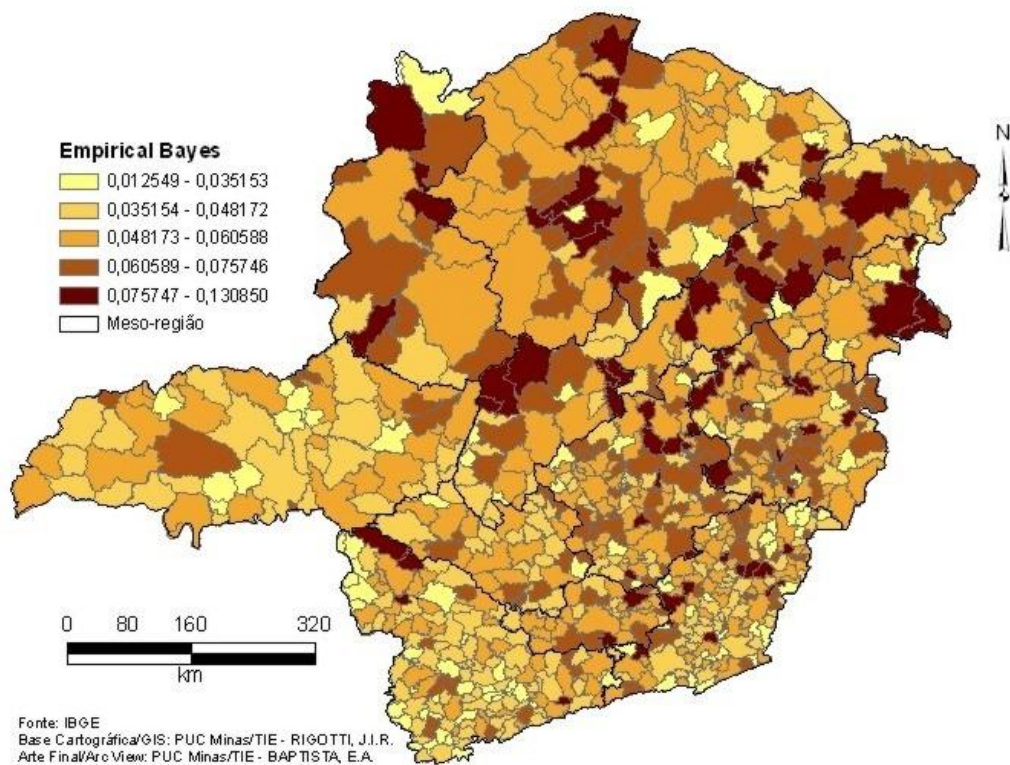 N
Empirical Bayes
0,012549 - 0,035153
0,035154 - 0,048172
0,048173 - 0,060588
0,060589 - 0,075746
0,075747 - 0,130850
Meso-região
0 80 160 320
km
Fonte: IBGE
Base Cartográfica/GIS: PUC Minas/TIE - RIGOTTI, J.I.R.
Arte Final/Arc View: PUC Minas/TIE - BAPTISTA, E.A.